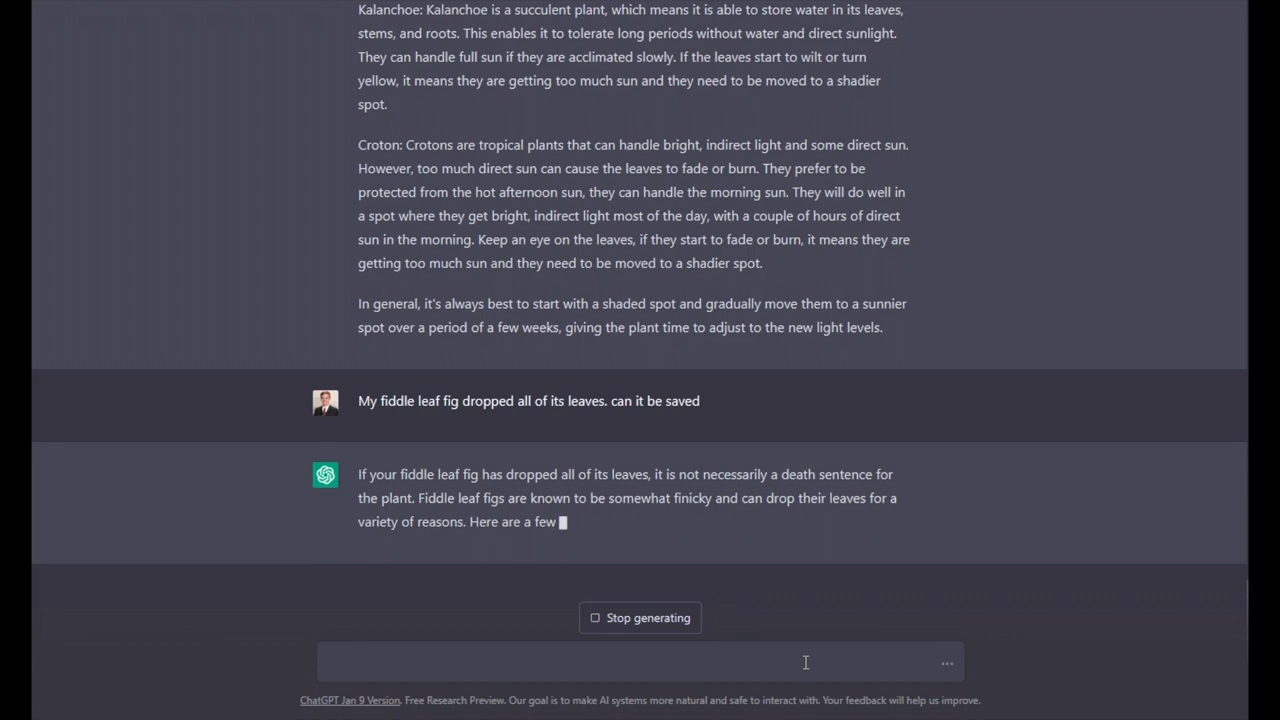 Kalanchoe: Kalanchoe is a succulent plant, which means it is able to store water in its leaves,
stems, and roots. This enables it to tolerate long periods without water and direct sunlight.
They can handle full sun if they are acclimated slowly. If the leaves start to wilt or turn
yellow, it means they are getting too much sun and they need to be moved to a shadier
spot.
Croton: Crotons are tropical plants that can handle bright, indirect light and some direct sun.
However, too much direct sun can cause the leaves to fade or burn. They prefer to be
protected from the hot afternoon sun, they can handle the morning sun. They will do well in
a spot where they get bright, indirect light most of the day, with a couple of hours of direct
sun in the morning. Keep an eye on the leaves, if they start to fade or burn, it means they are
getting too much sun and they need to be moved to a shadier spot.
In general, it's always best to start with a shaded spot and gradually move them to a sunnier
spot over a period of a few weeks, giving the plant time to adjust to the new light levels.
My fiddle leaf fig dropped all of its leaves. can it be saved
If your fiddle leaf fig has dropped all of its leaves, it is not necessarily a death sentence for
the plant. Fiddle leaf figs are known to be somewhat finicky and can drop their leaves for a
variety of reasons. Here are a few
Stop generating
ChatGPT Jan 9 Version. Free Research Preview. Our goal is to make AI systems more natural and safe to interact with. Your feedback will help us improve.